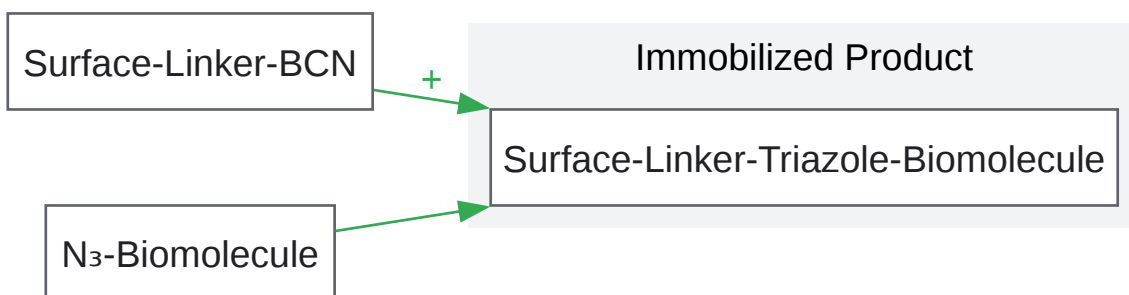 Surface-Linker-BCN
+
Immobilized Product
Surface-Linker-Triazole-Biomolecule
N₃-Biomolecule